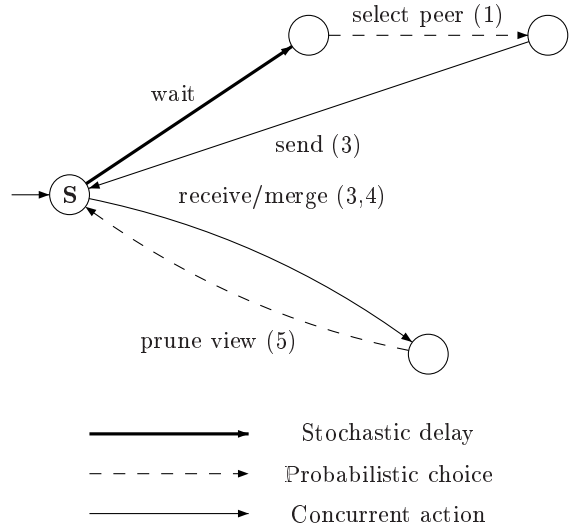 select peer (1)
wait
send (3)
S
receive/merge (3,4)
prune view (5)
Stochastic delay
Probabilistic choice
Concurrent action